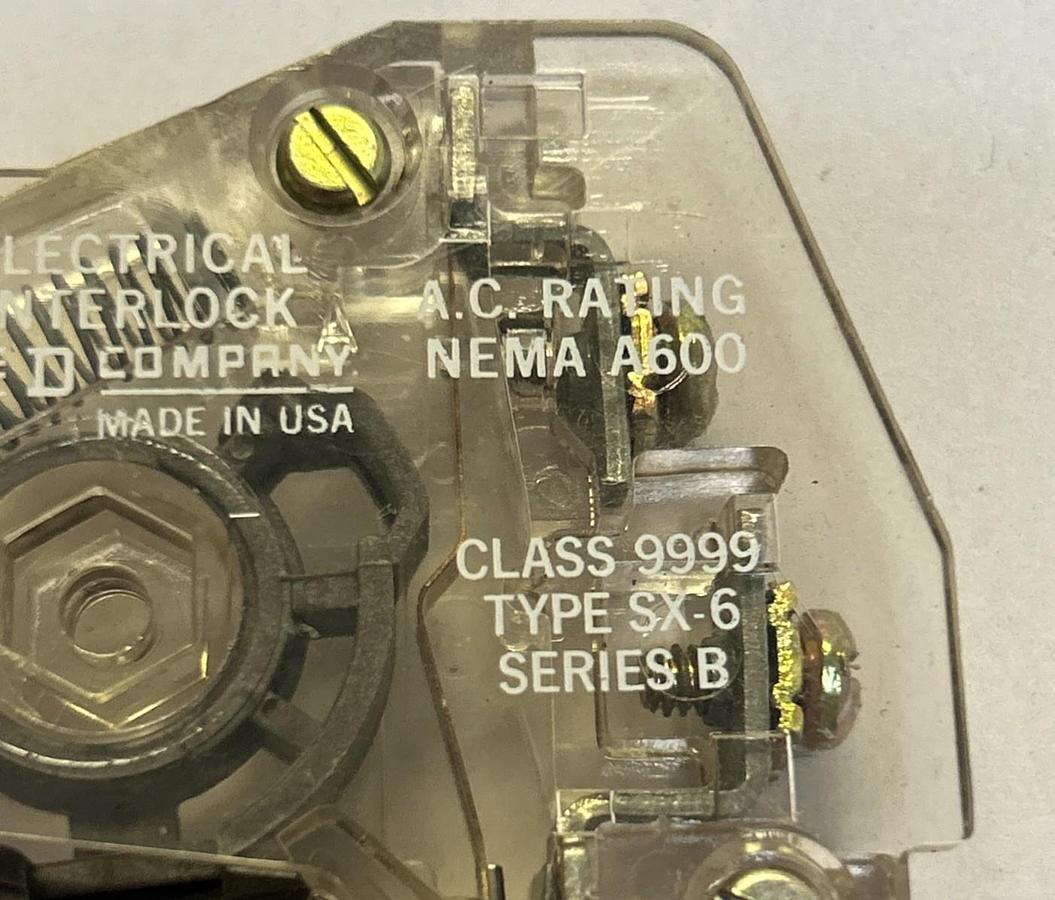 LECTRICAL
NTERLOCK
D COMPANY.
MADE IN USA
A.C. RATING
NEMA A600
CLASS 9999
TYPE SX-6
SERIES B